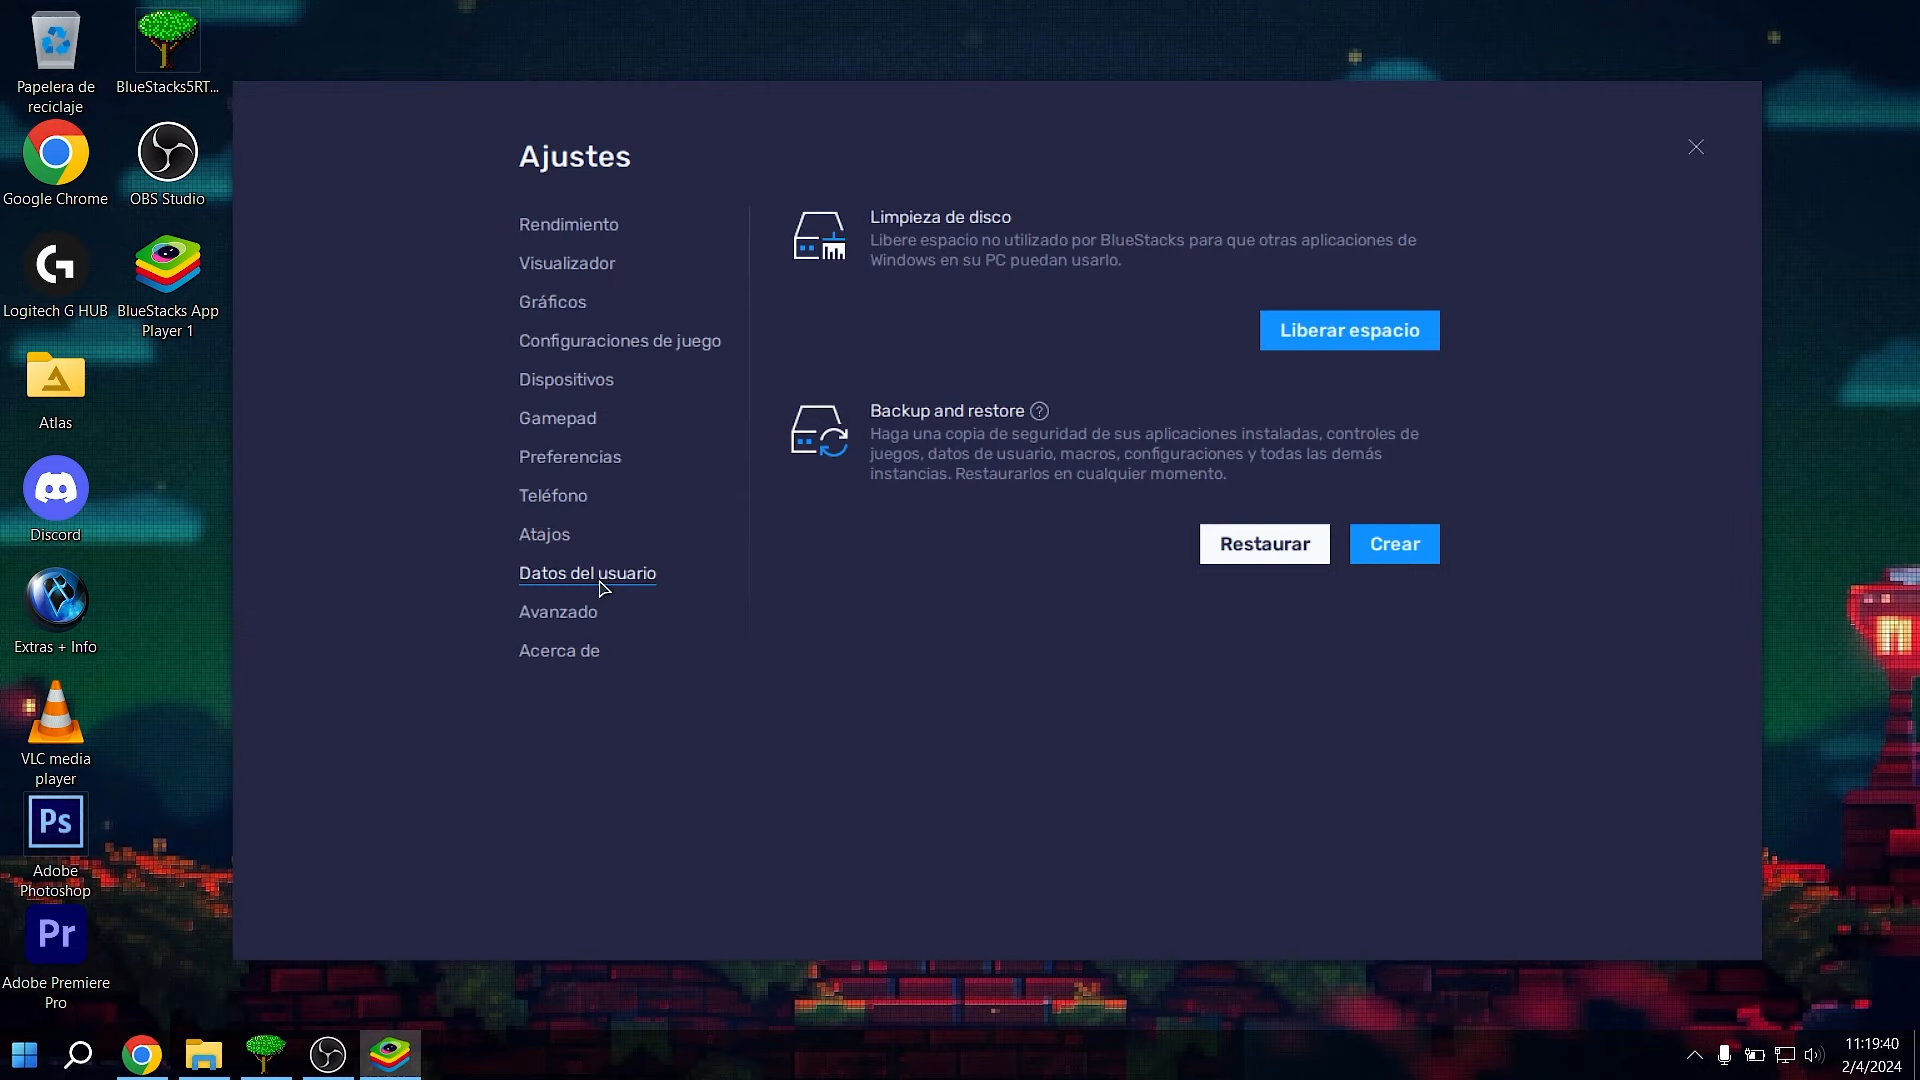 Papelera de
reciclaje
BlueStacks5RT...
Google Chrome
OBS Studio
Logitech G HUB
BlueStacks App
Player 1
Atlas
Discord
Extras + Info
VLC media
player
Ps
Adobe
Photoshop
Pr
Adobe Premiere
Pro
Ajustes
Rendimiento
Visualizador
Gráficos
Configuraciones de juego
Dispositivos
Gamepad
Preferencias
Teléfono
Atajos
Datos del usuario
Avanzado
Acerca de
Limpieza de disco
Libere espacio no utilizado por BlueStacks para que otras aplicaciones de
Windows en su PC puedan usarlo.
Liberar espacio
Backup and restore ?
Haga una copia de seguridad de sus aplicaciones instaladas, controles de
juegos, datos de usuario, macros, configuraciones y todas las demás
instancias. Restaurarlos en cualquier momento.
Restaurar
Crear
11:19:40
2/4/2024